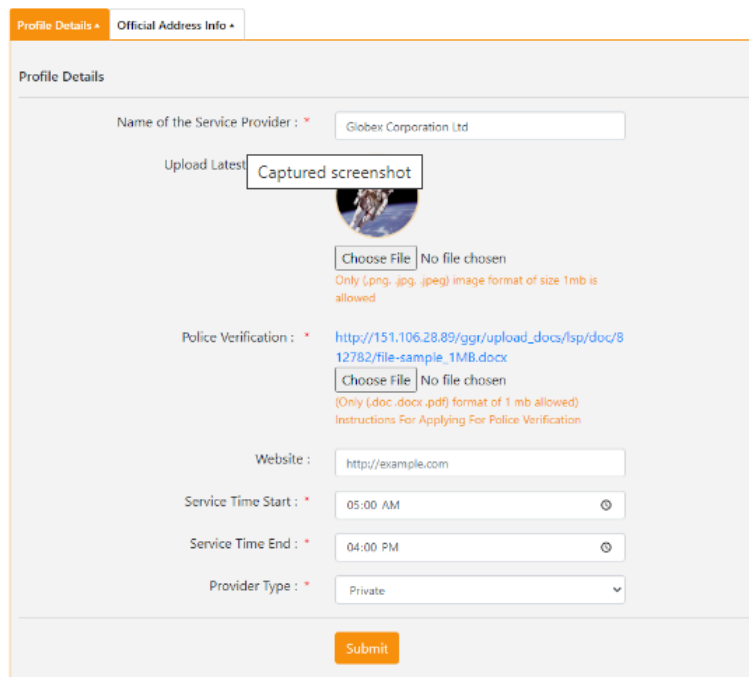 Profile Details
Official Address Info
Profile Details
Name of the Service Provider : *
Globex Corporation Ltd
Upload Latest
Captured screenshot
Choose File No file chosen
Only (.png, .jpg, .jpeg) image format of size 1mb is
allowed
Police Verification : *
http://151.106.28.89/ggr/upload_docs/lsp/doc/8
12782/file-sample_1MB.docx
Choose File No file chosen
(Only (.doc .docx .pdf) format of 1 mb allowed)
Instructions For Applying For Police Verification
Website :
http://example.com
Service Time Start : *
05:00 AM
Service Time End : *
04:00 PM
Provider Type : *
Private
Submit